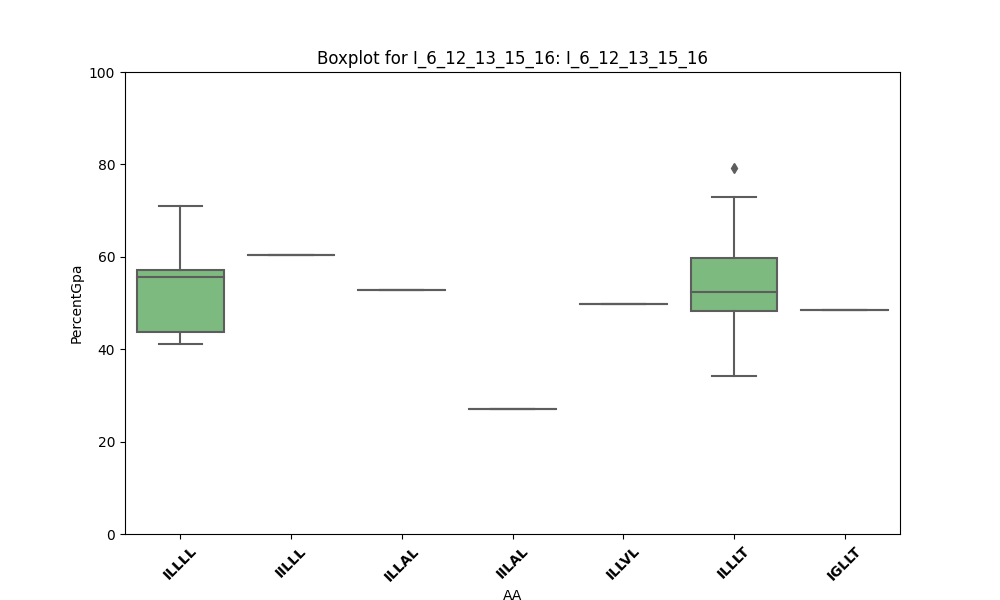 Boxplot for I_6_12_13_15_16: I_6_12_13_15_16
100
80
60
40
20
0
PercentGpa
ILLLL
IILLL
ILLAL
IILAL
ILLVL
ILLLT
IGLLT
AA